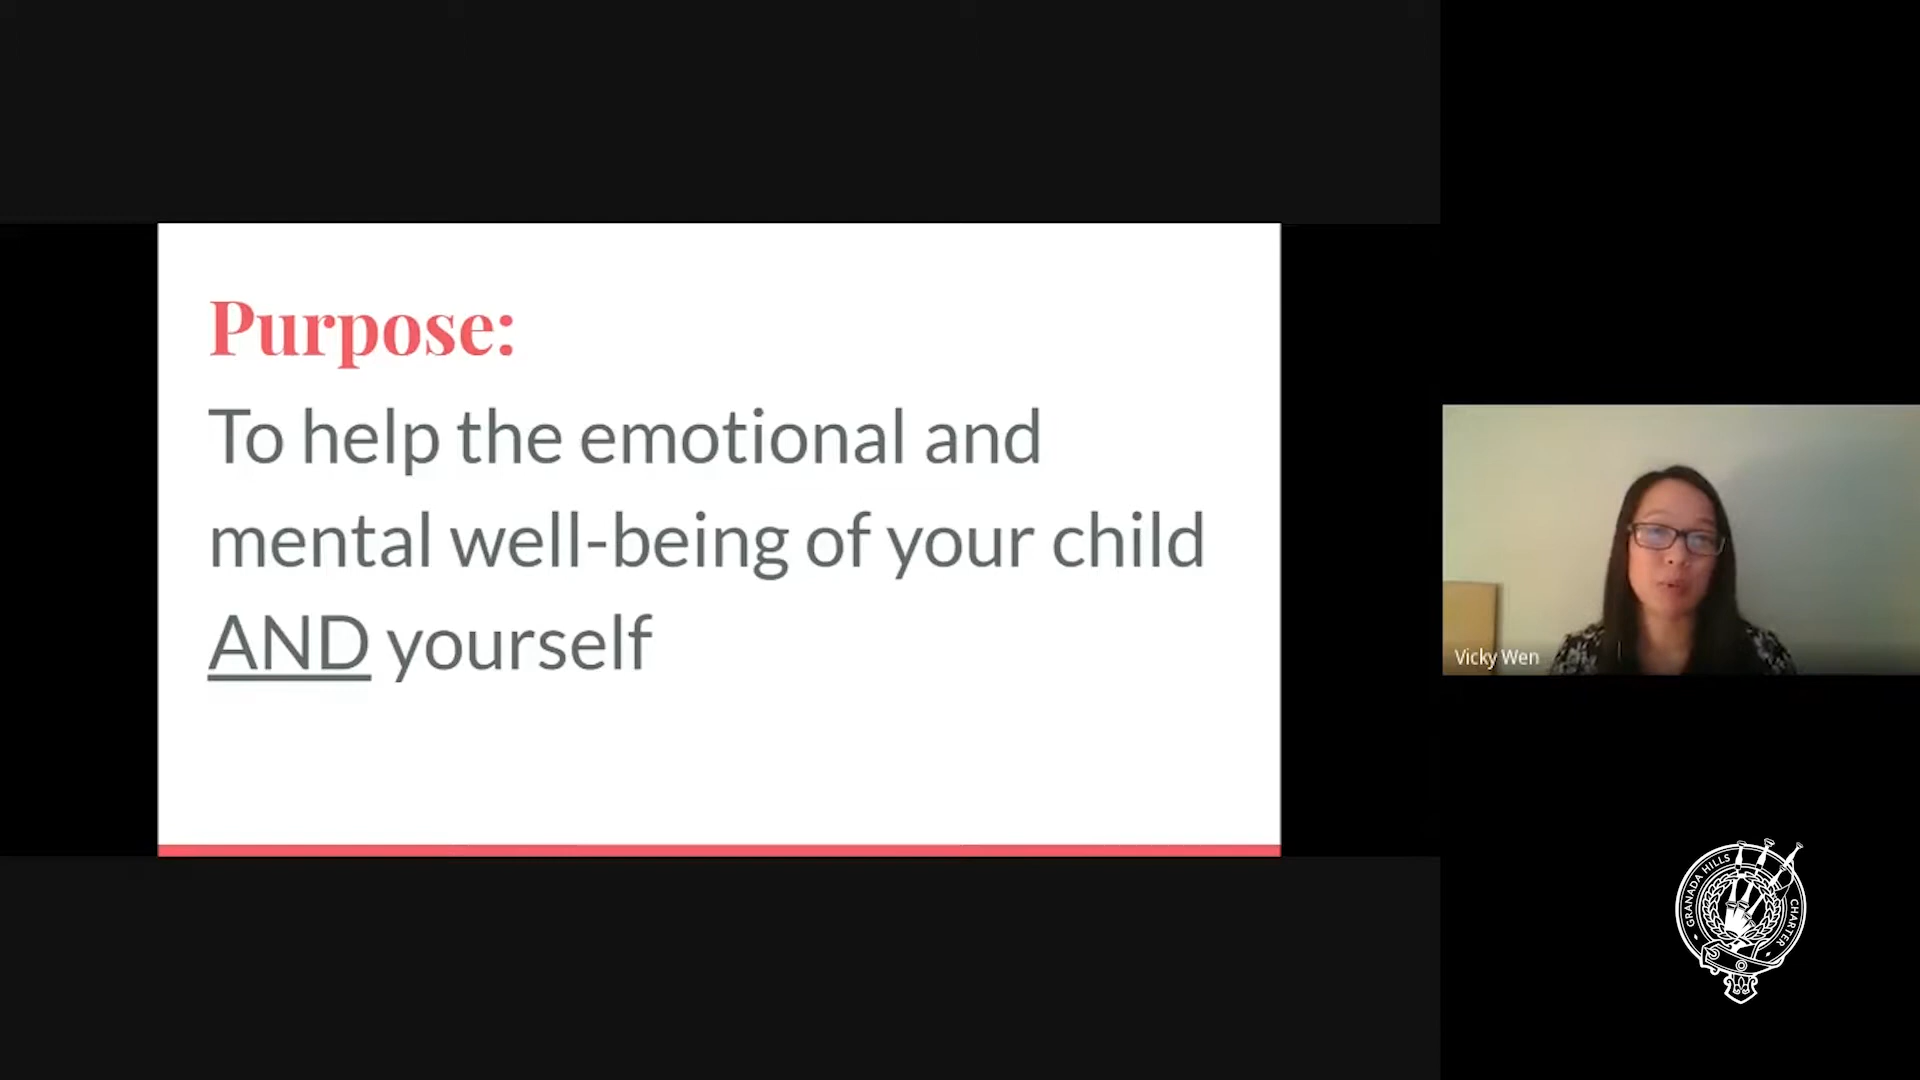 Purpose:
To help the emotional and
mental well-being of your child
AND yourself
Vicky Wen
GRANADA HILLS
CHARTER